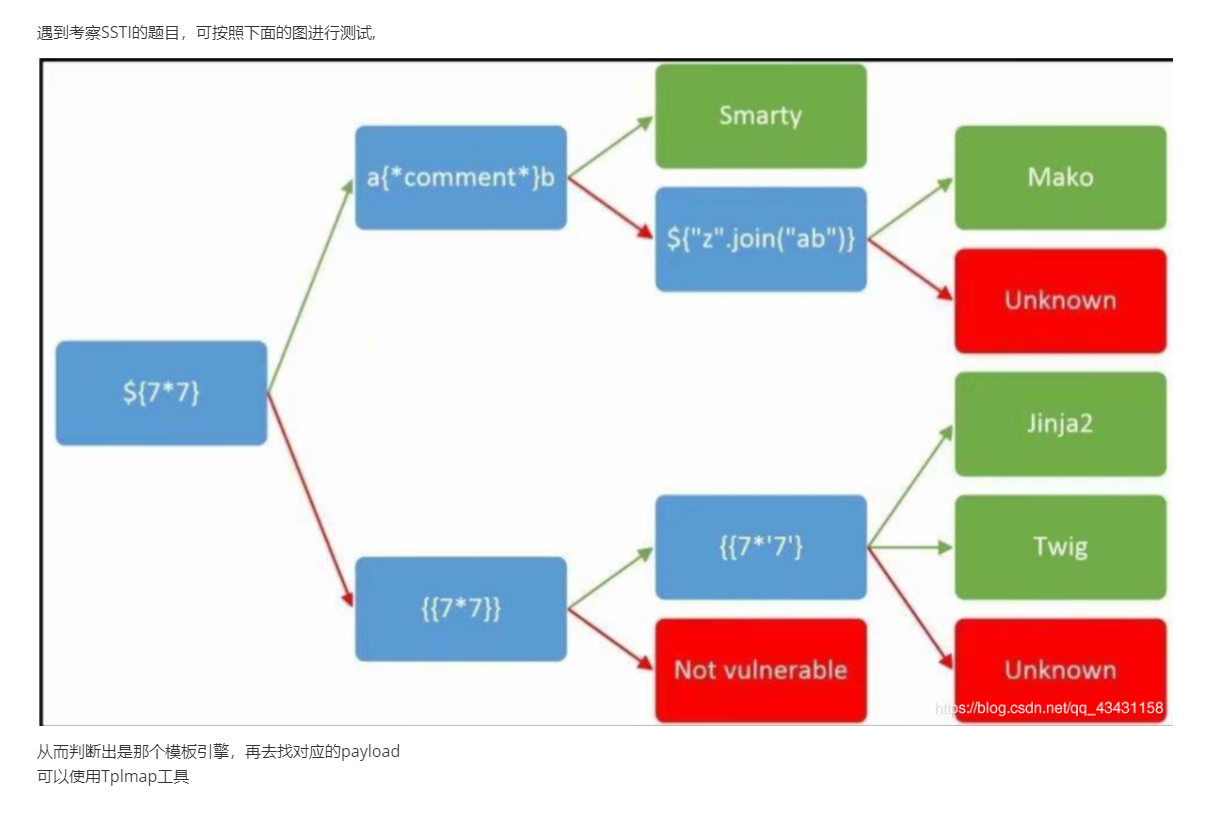 遇到考察SSTI的题目，可按照下面的图进行测试,
Smarty
a{*comment*}b
Mako
${"z".join("ab")}
Unknown
${7*7}
Jinja2
{{7*'7'}
Twig
{{7*7}}
Not vulnerable
Unknown
https://blog.csdn.net/qq_43431158
从而判断出是那个模板引擎，再去找对应的payload
可以使用Tplmap工具